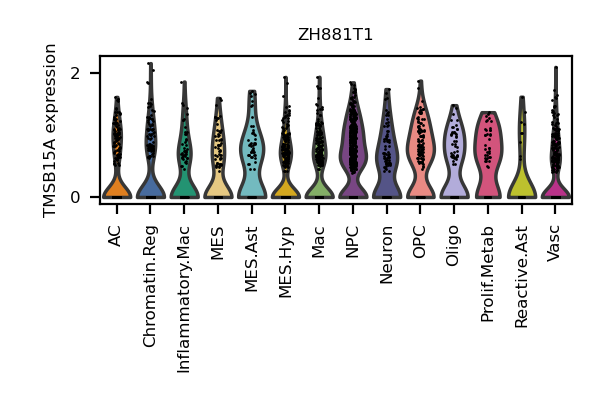 ZH881T1
TMSB15A expression
2
0
AC
Chromatin.Reg
Inflammatory.Mac
MES
MES.Ast
MES.Hyp
Mac
NPC
Neuron
OPC
Oligo
Prolif.Metab
Reactive.Ast
Vasc